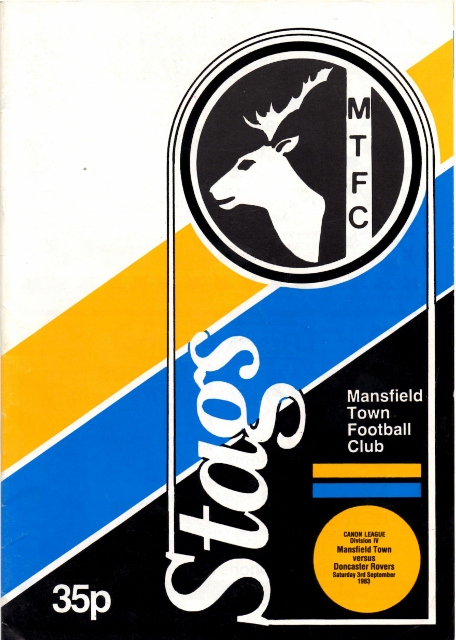 M
T
F
C
Stags
Mansfield
Town
Football
Club
CANON LEAGUE
Division IV
Mansfield Town
versus
Doncaster Rovers
Saturday 3rd September
1983
35p